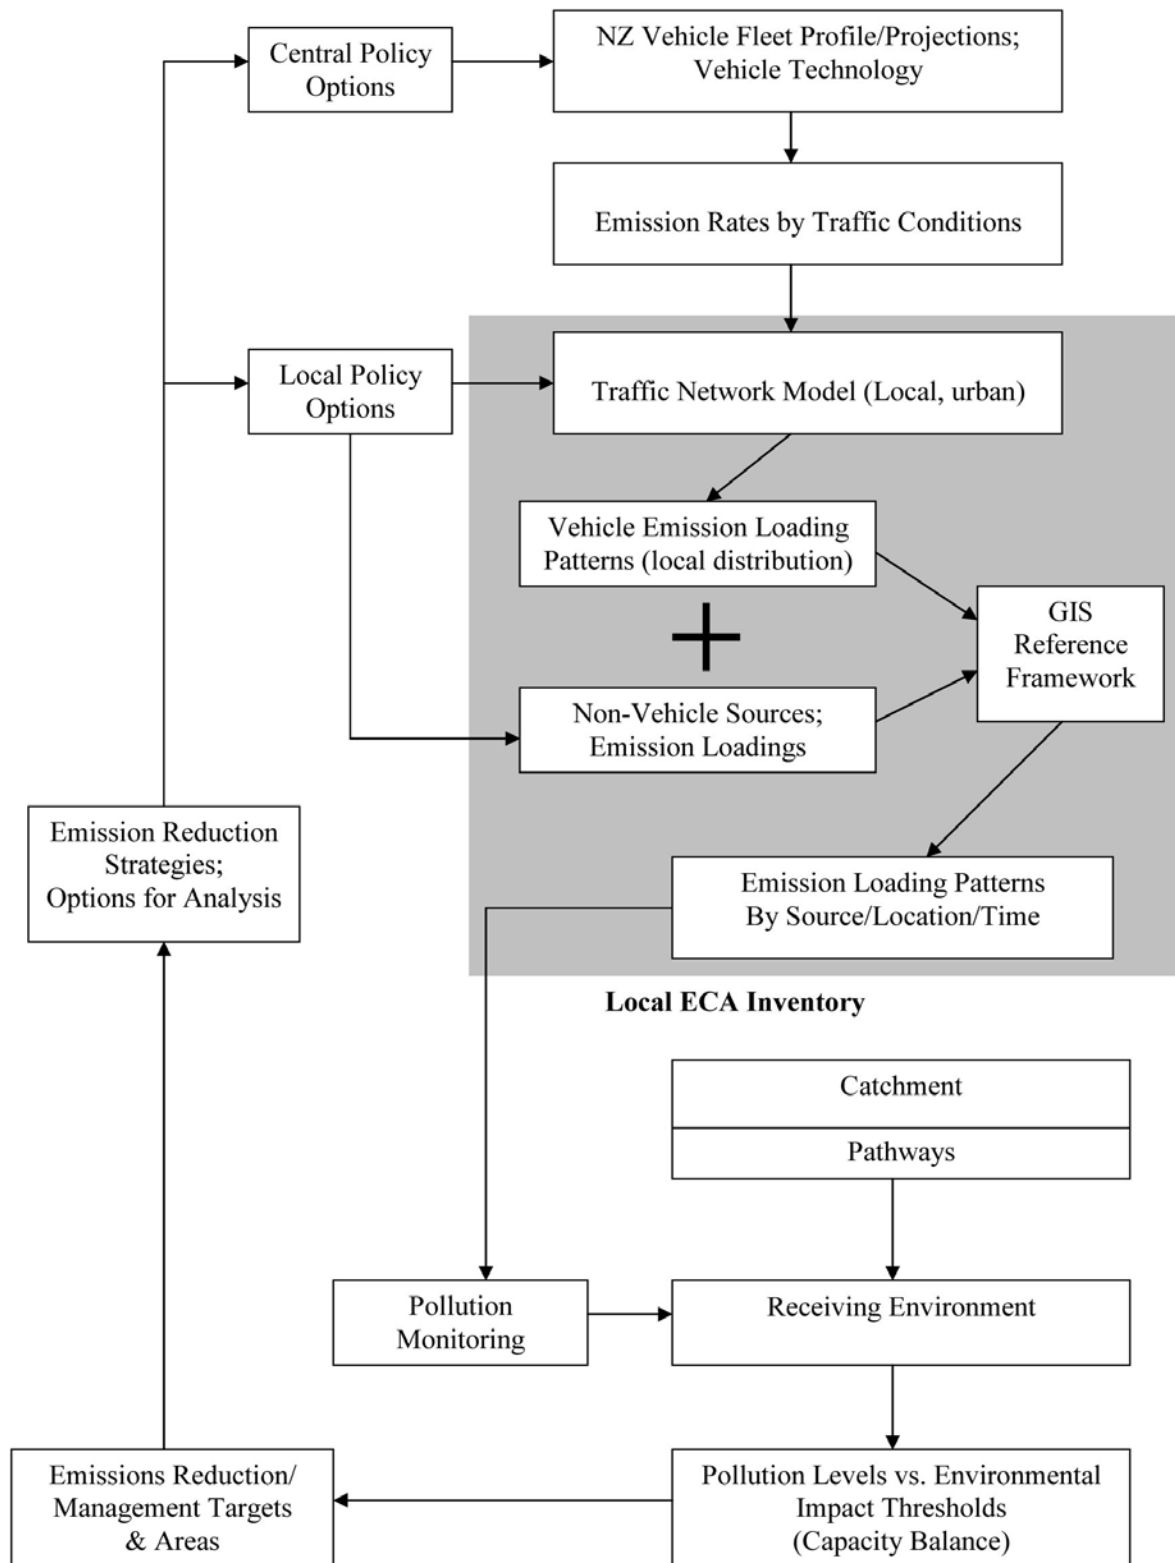 NZ Vehicle Fleet Profile/Projections;
Vehicle Technology
Central Policy
Options
Emission Rates by Traffic Conditions
Local Policy
Options
Traffic Network Model (Local, urban)
Vehicle Emission Loading
Patterns (local distribution)
GIS
Reference
Framework
Non-Vehicle Sources;
Emission Loadings
Emission Reduction
Strategies;
Options for Analysis
Emission Loading Patterns
By Source/Location/Time
Local ECA Inventory
Catchment
Pathways
Pollution
Monitoring
Receiving Environment
Emissions Reduction/
Management Targets
& Areas
Pollution Levels vs. Environmental
Impact Thresholds
(Capacity Balance)